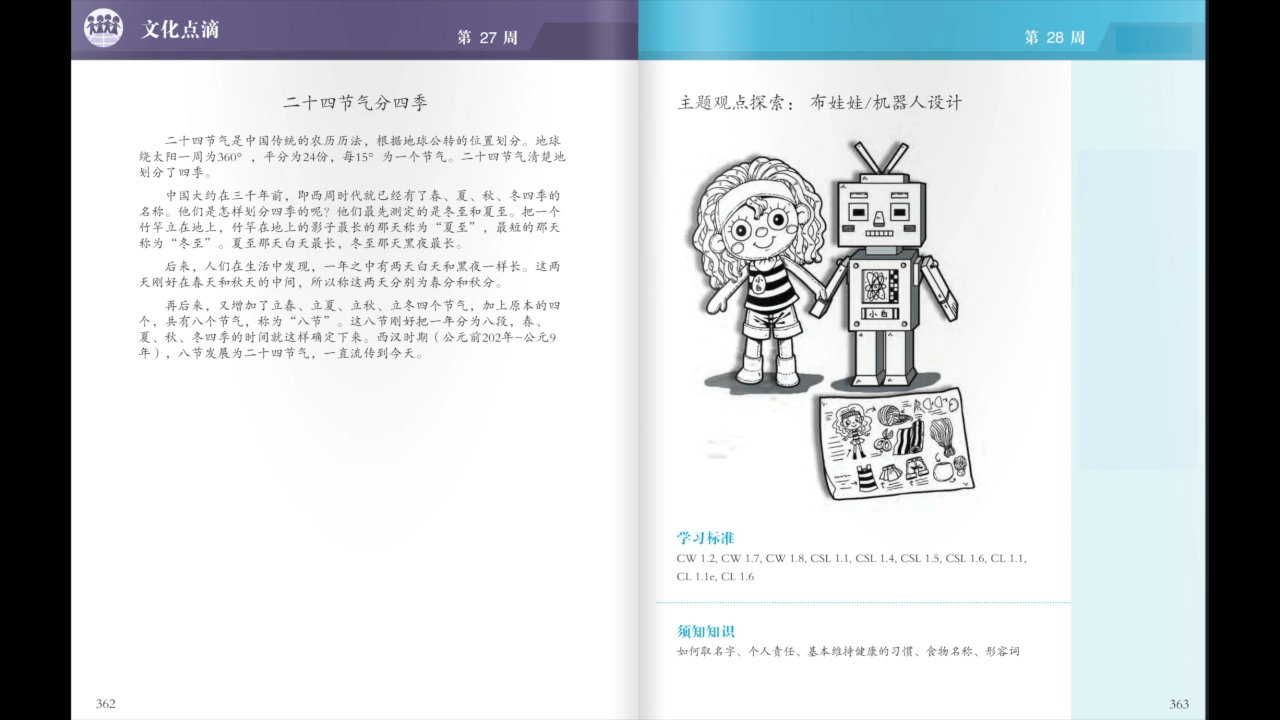 文化点滴
第 27 周
二十四节气分四季
二十四节气是中国传统的农历历法，根据地球公转的位置划分。地球
绕太阳一周为360°，平分为24份，每15°为一个节气。二十四节气清楚地
划分了四季。
中国大约在三千年前，即西周时代就已经有了春、夏、秋、冬四季的
名称。他们是怎样划分四季的呢？他们最先测定的是冬至和夏至。把一个
竹竿立在地上，竹竿在地上的影子最长的那天称为“夏至”，最短的那天
称为“冬至”。夏至那天白天最长，冬至那天黑夜最长。
后来，人们在生活中发现，一年之中有两天白天和黑夜一样长。这两
天刚好在春天和秋天的中间，所以称这两天分别为春分和秋分。
再后来，又增加了立春、立夏、立秋、立冬四个节气，加上原本的四
个，共有八个节气，称为“八节”。这八节刚好把一年分为八段，春、
夏、秋、冬四季的时间就这样确定下来。西汉时期（公元前202年-公元9
年），八节发展为二十四节气，一直流传到今天。
362
第 28 周
主题观点探索： 布娃娃/机器人设计
小
白
小白
学习标准
CW 1.2, CW 1.7, CW 1.8, CSL 1.1, CSL 1.4, CSL 1.5, CSL 1.6, CL 1.1,
CL 1.1e, CL 1.6
须知知识
如何取名字、个人责任、基本维持健康的习惯、食物名称、形容词
363